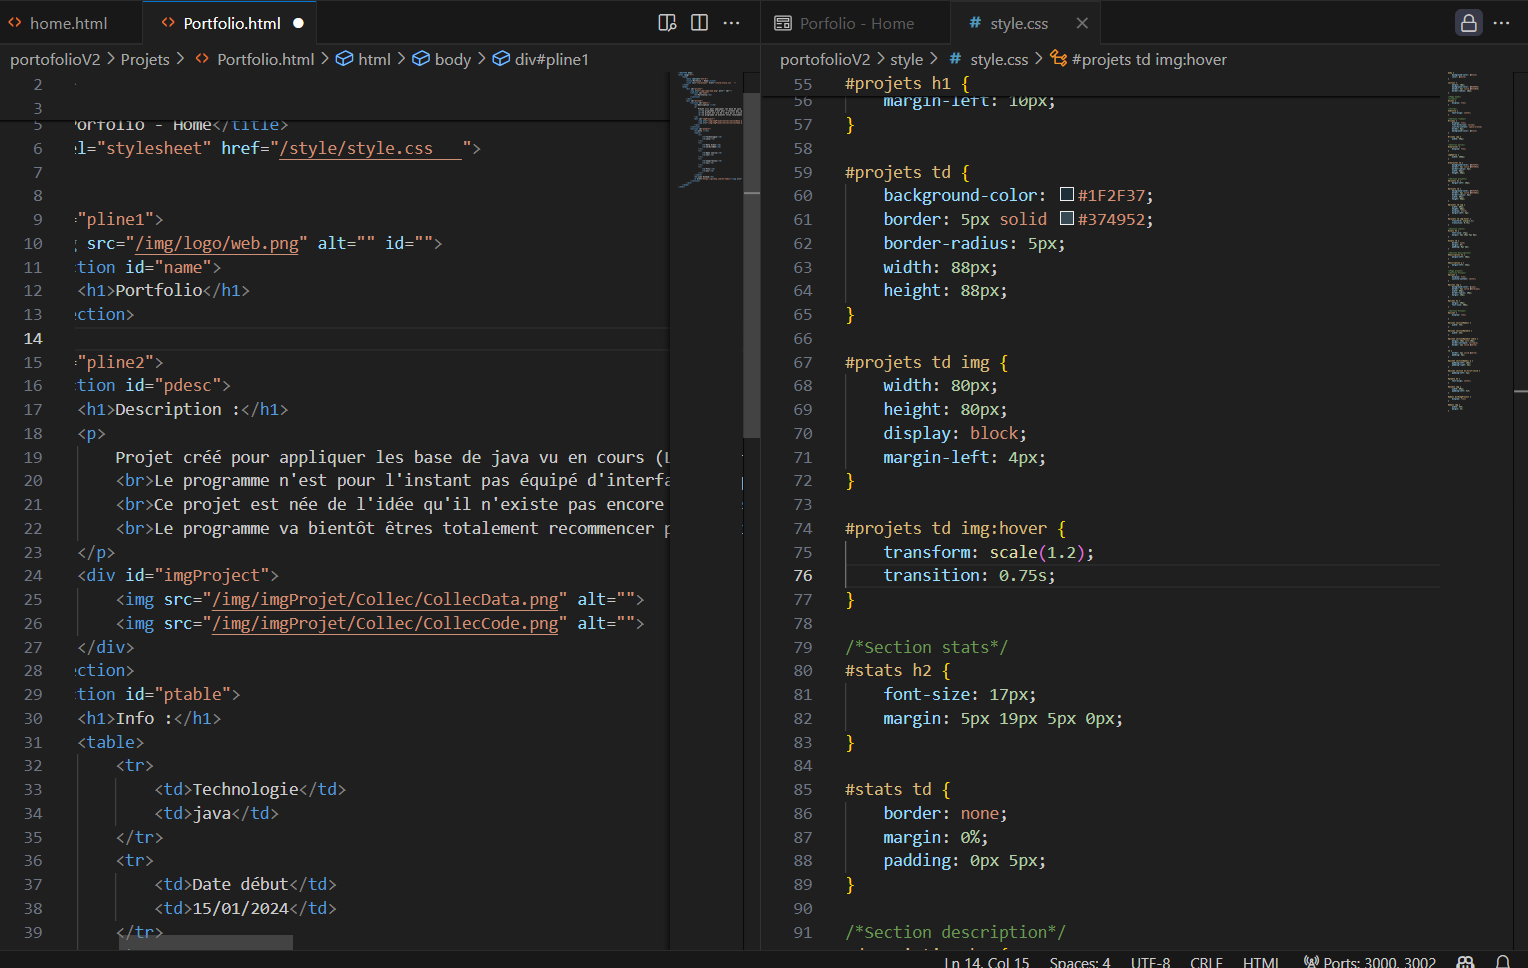 home.html
Portfolio.html
Porfolio - Home
style.css
portofolioV2 > Projets > Portfolio.html > html > body > div#pline1
portofolioV2 > style > style.css > #projets td img:hover
2
3
5 orfolio - Home</title>
6 el="stylesheet" href="/style/style.css   ">
7
8
9 ="pline1">
10 src="/img/logo/web.png" alt="" id="">
11 tion id="name">
12 <h1>Portfolio</h1>
13 ection>
14
15 ="pline2">
16 tion id="pdesc">
17 <h1>Description :</h1>
18 <p>
19 Projet créé pour appliquer les base de java vu en cours (
20 <br>Le programme n'est pour l'instant pas équipé d'interfa
21 <br>Ce projet est née de l'idée qu'il n'existe pas encore
22 <br>Le programme va bientôt êtres totalement recommencer p
23 </p>
24 <div id="imgProject">
25 <img src="/img/imgProjet/Collec/CollecData.png" alt="">
26 <img src="/img/imgProjet/Collec/CollecCode.png" alt="">
27 </div>
28 ection>
29 tion id="ptable">
30 <h1>Info :</h1>
31 <table>
32 <tr>
33 <td>Technologie</td>
34 <td>java</td>
35 </tr>
36 <tr>
37 <td>Date début</td>
38 <td>15/01/2024</td>
39 </tr>
55 #projets h1 {
56 margin-left: 10px;
57 }
58
59 #projets td {
60 background-color: #1F2F37;
61 border: 5px solid #374952;
62 border-radius: 5px;
63 width: 88px;
64 height: 88px;
65 }
66
67 #projets td img {
68 width: 80px;
69 height: 80px;
70 display: block;
71 margin-left: 4px;
72 }
73
74 #projets td img:hover {
75 transform: scale(1.2);
76 transition: 0.75s;
77 }
78
79 /*Section stats*/
80 #stats h2 {
81 font-size: 17px;
82 margin: 5px 19px 5px 0px;
83 }
84
85 #stats td {
86 border: none;
87 margin: 0%;
88 padding: 0px 5px;
89 }
90
91 /*Section description*/
Ln 14, Col 15 Spaces: 4 UTF-8 CRLF HTML Ports: 3000, 3002